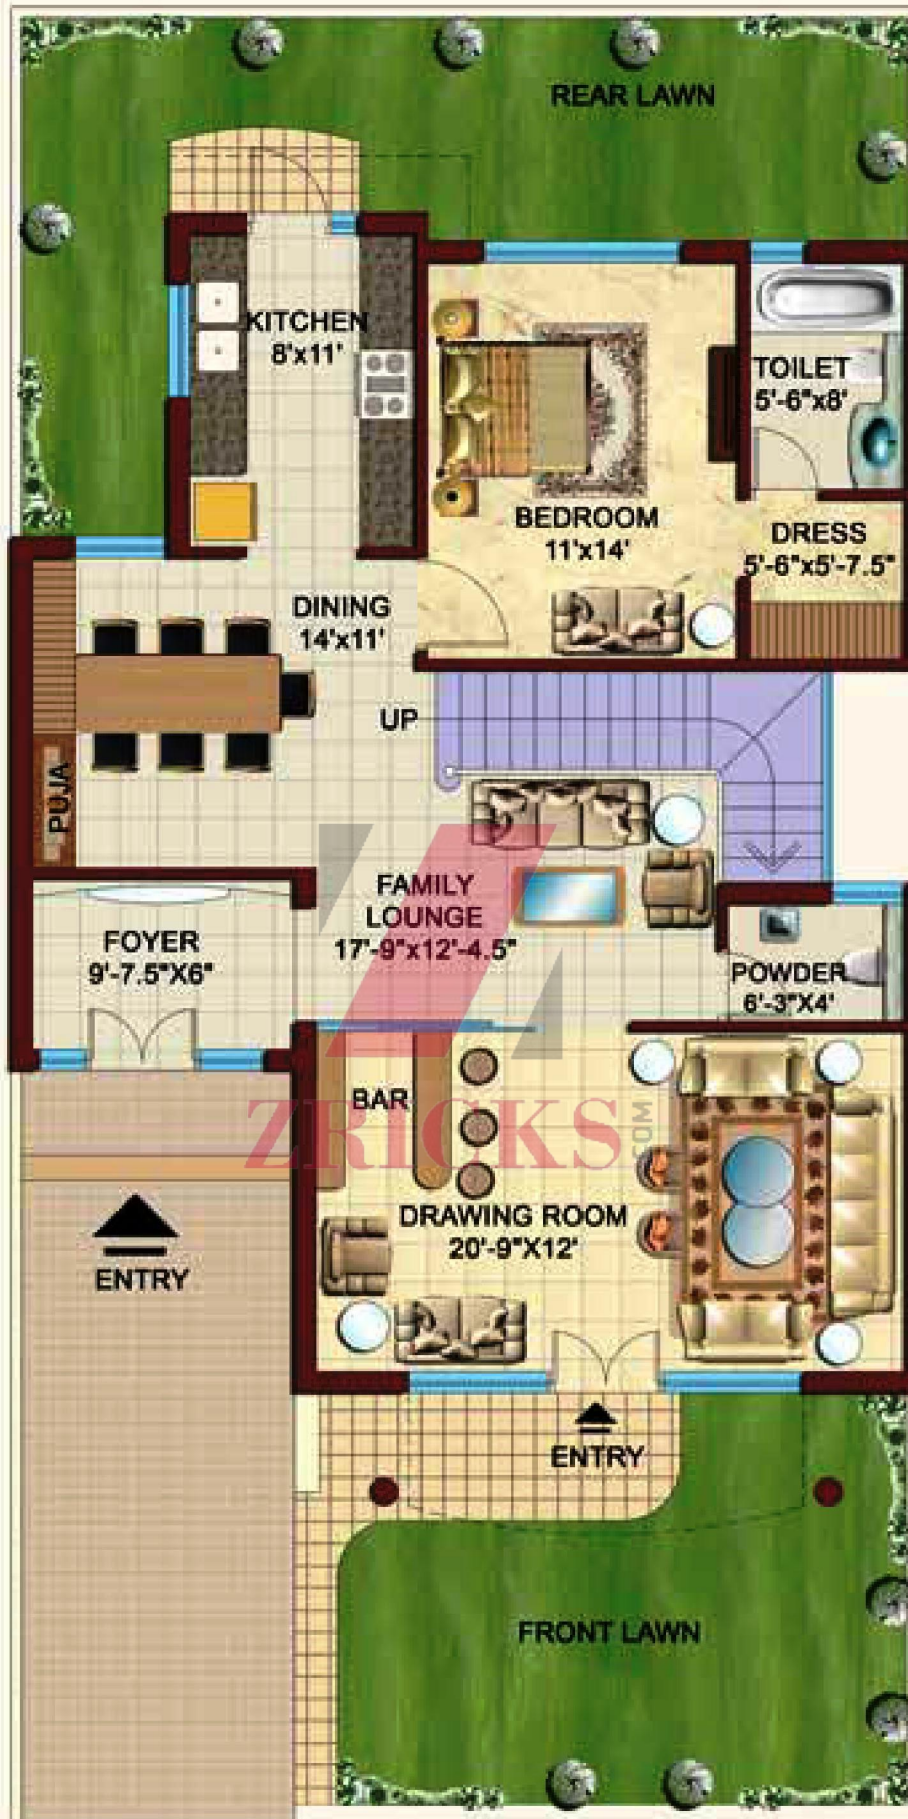 REAR LAWN
KITCHEN
8'x11'
TOILET
5'-6"x8'
BEDROOM
11'x14'
DRESS
5'-6"x5'-7.5"
DINING
14'x11'
UP
PUJA
FAMILY
LOUNGE
17'-9"x12'-4.5"
FOYER
9'-7.5"X6"
POWDER
6'-3"X4'
BAR
ZRICKS.COM
DRAWING ROOM
20'-9"X12'
ENTRY
ENTRY
FRONT LAWN